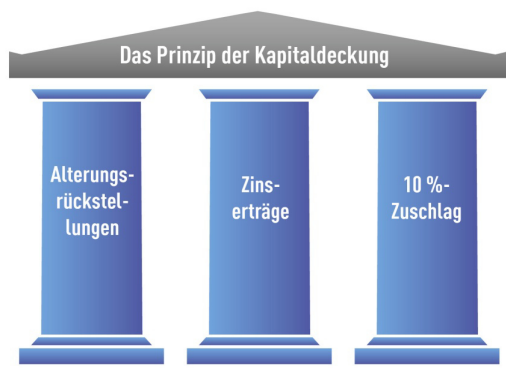 Das Prinzip der Kapitaldeckung
Alterungs-
rückstel-
lungen
Zins-
erträge
10 %-
Zuschlag